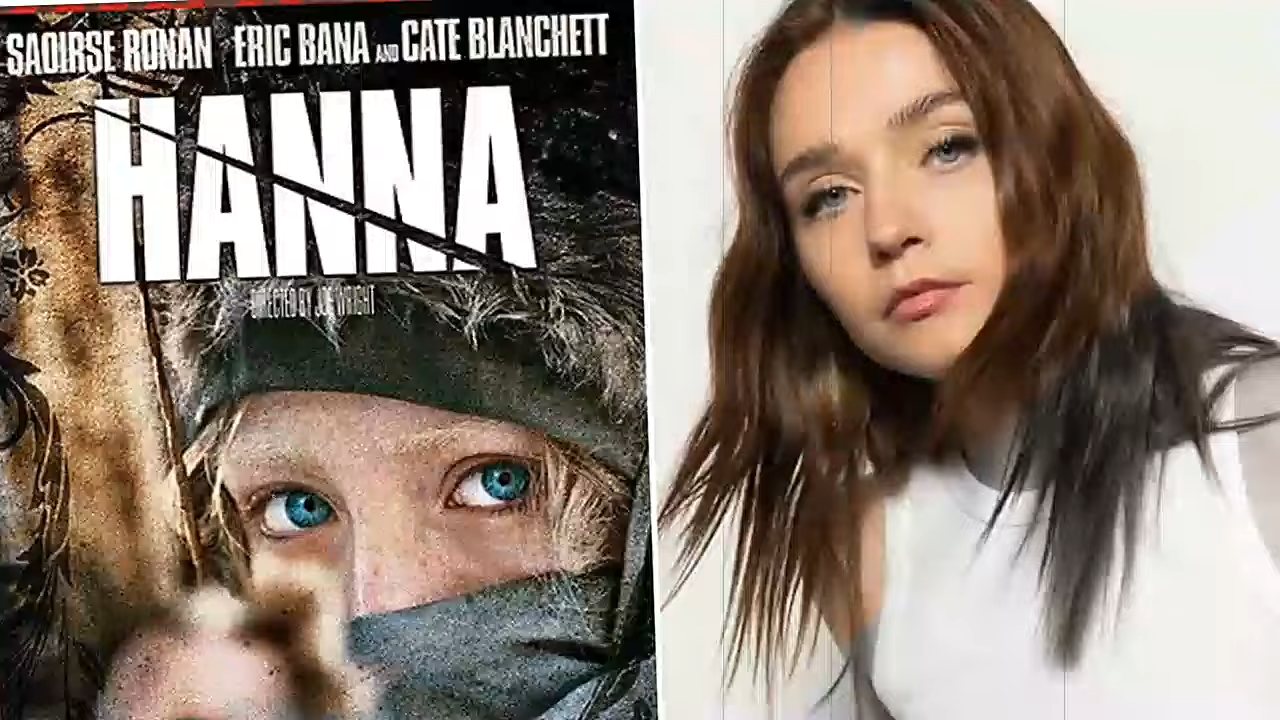 SAOIRSE RONAN ERIC BANA AND CATE BLANCHETT
HANNA
DIRECTED BY JOE WRIGHT